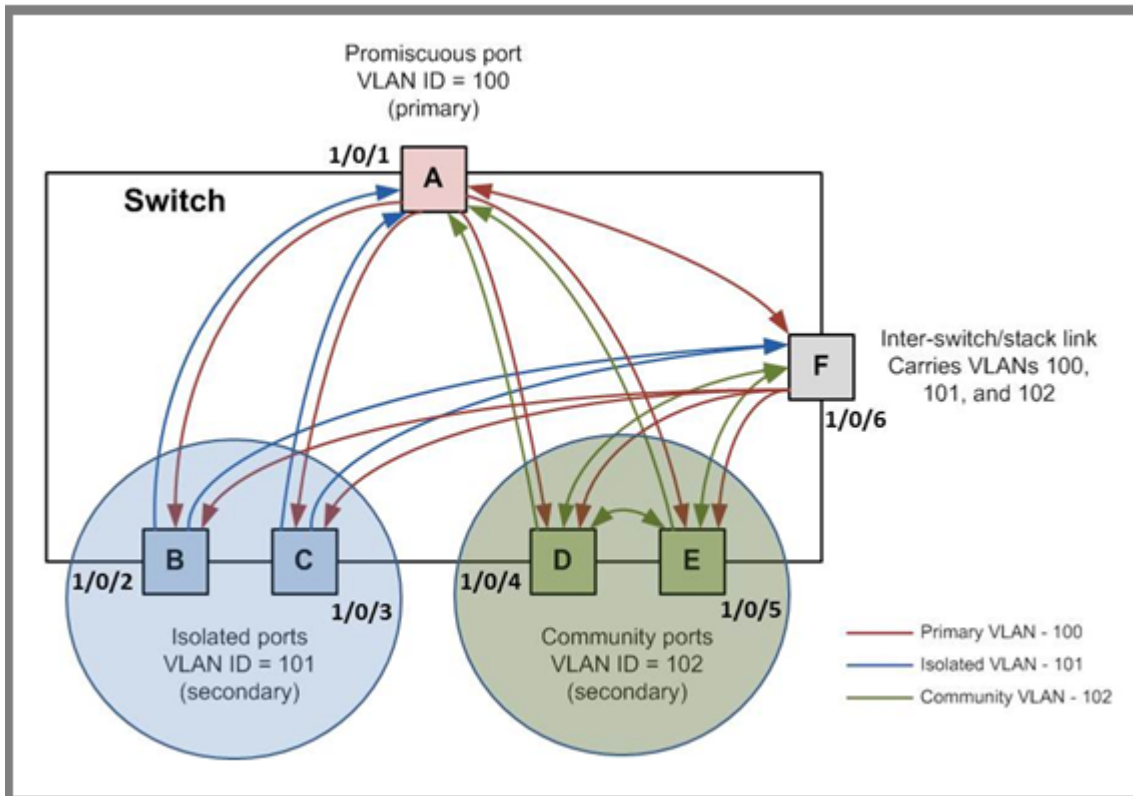 Promiscuous port
VLAN ID = 100
(primary)
1/0/1
A
Switch
F
Inter-switch/stack link
Carries VLANs 100,
101, and 102
1/0/6
B
C
D
E
1/0/2
1/0/3
1/0/4
1/0/5
Isolated ports
VLAN ID = 101
(secondary)
Community ports
VLAN ID = 102
(secondary)
Primary VLAN - 100
Isolated VLAN - 101
Community VLAN - 102